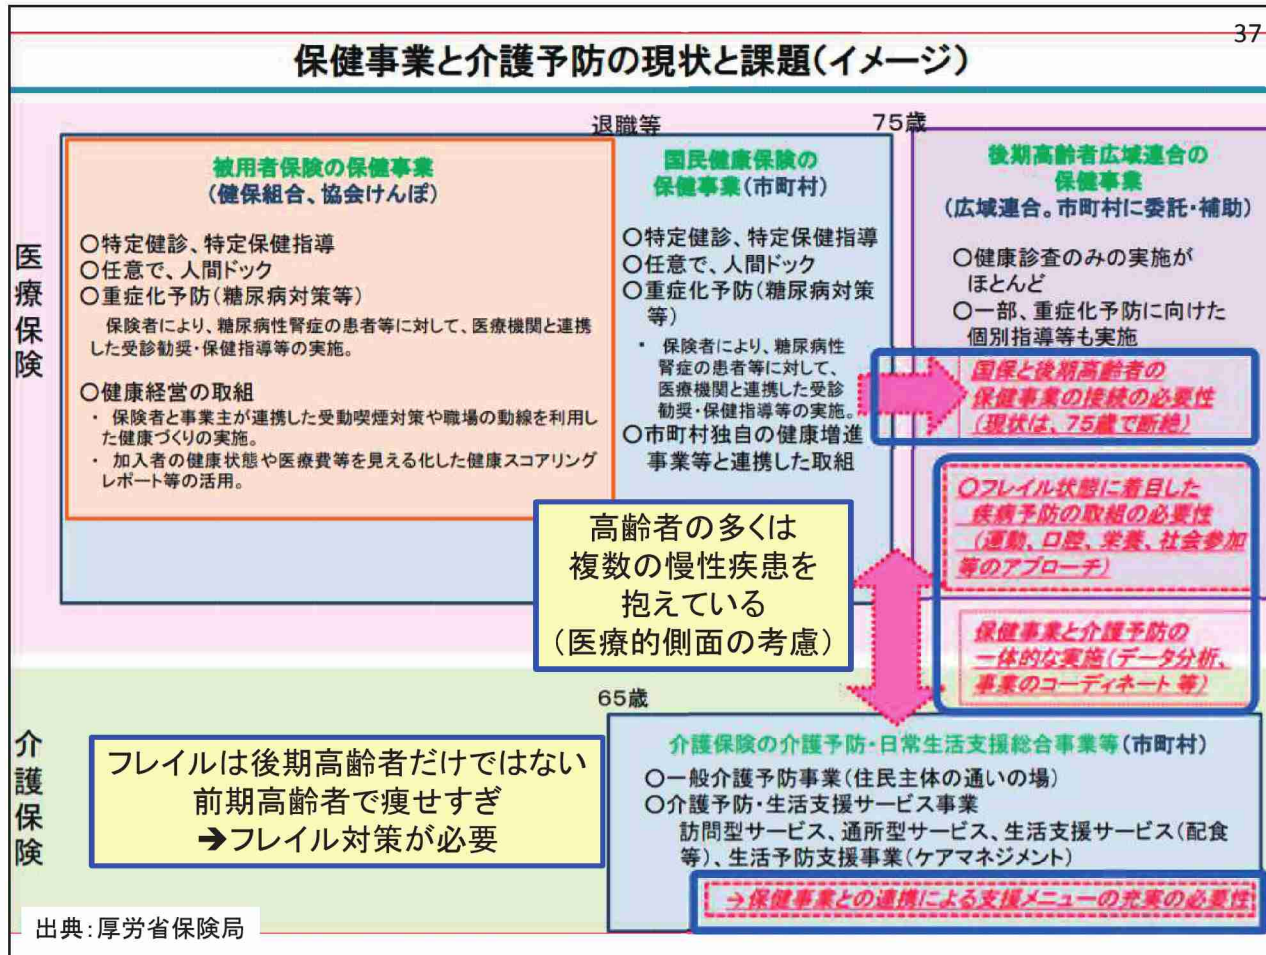 37
保健事業と介護予防の現状と課題(イメージ)
退職等
75歳
医療保険
被用者保険の保健事業
(健保組合、協会けんぽ)
○特定健診、特定保健指導
○任意で、人間ドック
○重症化予防(糖尿病対策等)
保険者により、糖尿病性腎症の患者等に対して、医療機関と連携
した受診勧奨・保健指導等の実施。
○健康経営の取組
・ 保険者と事業主が連携した受動喫煙対策や職場の動線を利用し
た健康づくりの実施。
・ 加入者の健康状態や医療費等を見える化した健康スコアリング
レポート等の活用。
国民健康保険の
保健事業(市町村)
○特定健診、特定保健指導
○任意で、人間ドック
○重症化予防(糖尿病対策
等)
・ 保険者により、糖尿病性
腎症の患者等に対して、
医療機関と連携した受診
勧奨・保健指導等の実施。
○市町村独自の健康増進
事業等と連携した取組
後期高齢者広域連合の
保健事業
(広域連合。市町村に委託・補助)
○健康診査のみの実施が
ほとんど
○一部、重症化予防に向けた
個別指導等も実施
国保と後期高齢者の
保健事業の接続の必要性
(現状は、75歳で断絶)
○フレイル状態に着目した
疾病予防の取組の必要性
(運動、口腔、栄養、社会参加
等のアプローチ)
保健事業と介護予防の
一体的な実施(データ分析、
事業のコーディネート 等)
高齢者の多くは
複数の慢性疾患を
抱えている
(医療的側面の考慮)
65歳
介護保険
フレイルは後期高齢者だけではない
前期高齢者で痩せすぎ
➔フレイル対策が必要
介護保険の介護予防・日常生活支援総合事業等(市町村)
○一般介護予防事業(住民主体の通いの場)
○介護予防・生活支援サービス事業
訪問型サービス、通所型サービス、生活支援サービス(配食
等)、生活予防支援事業(ケアマネジメント)
→保健事業との連携による支援メニューの充実の必要性
出典:厚労省保険局